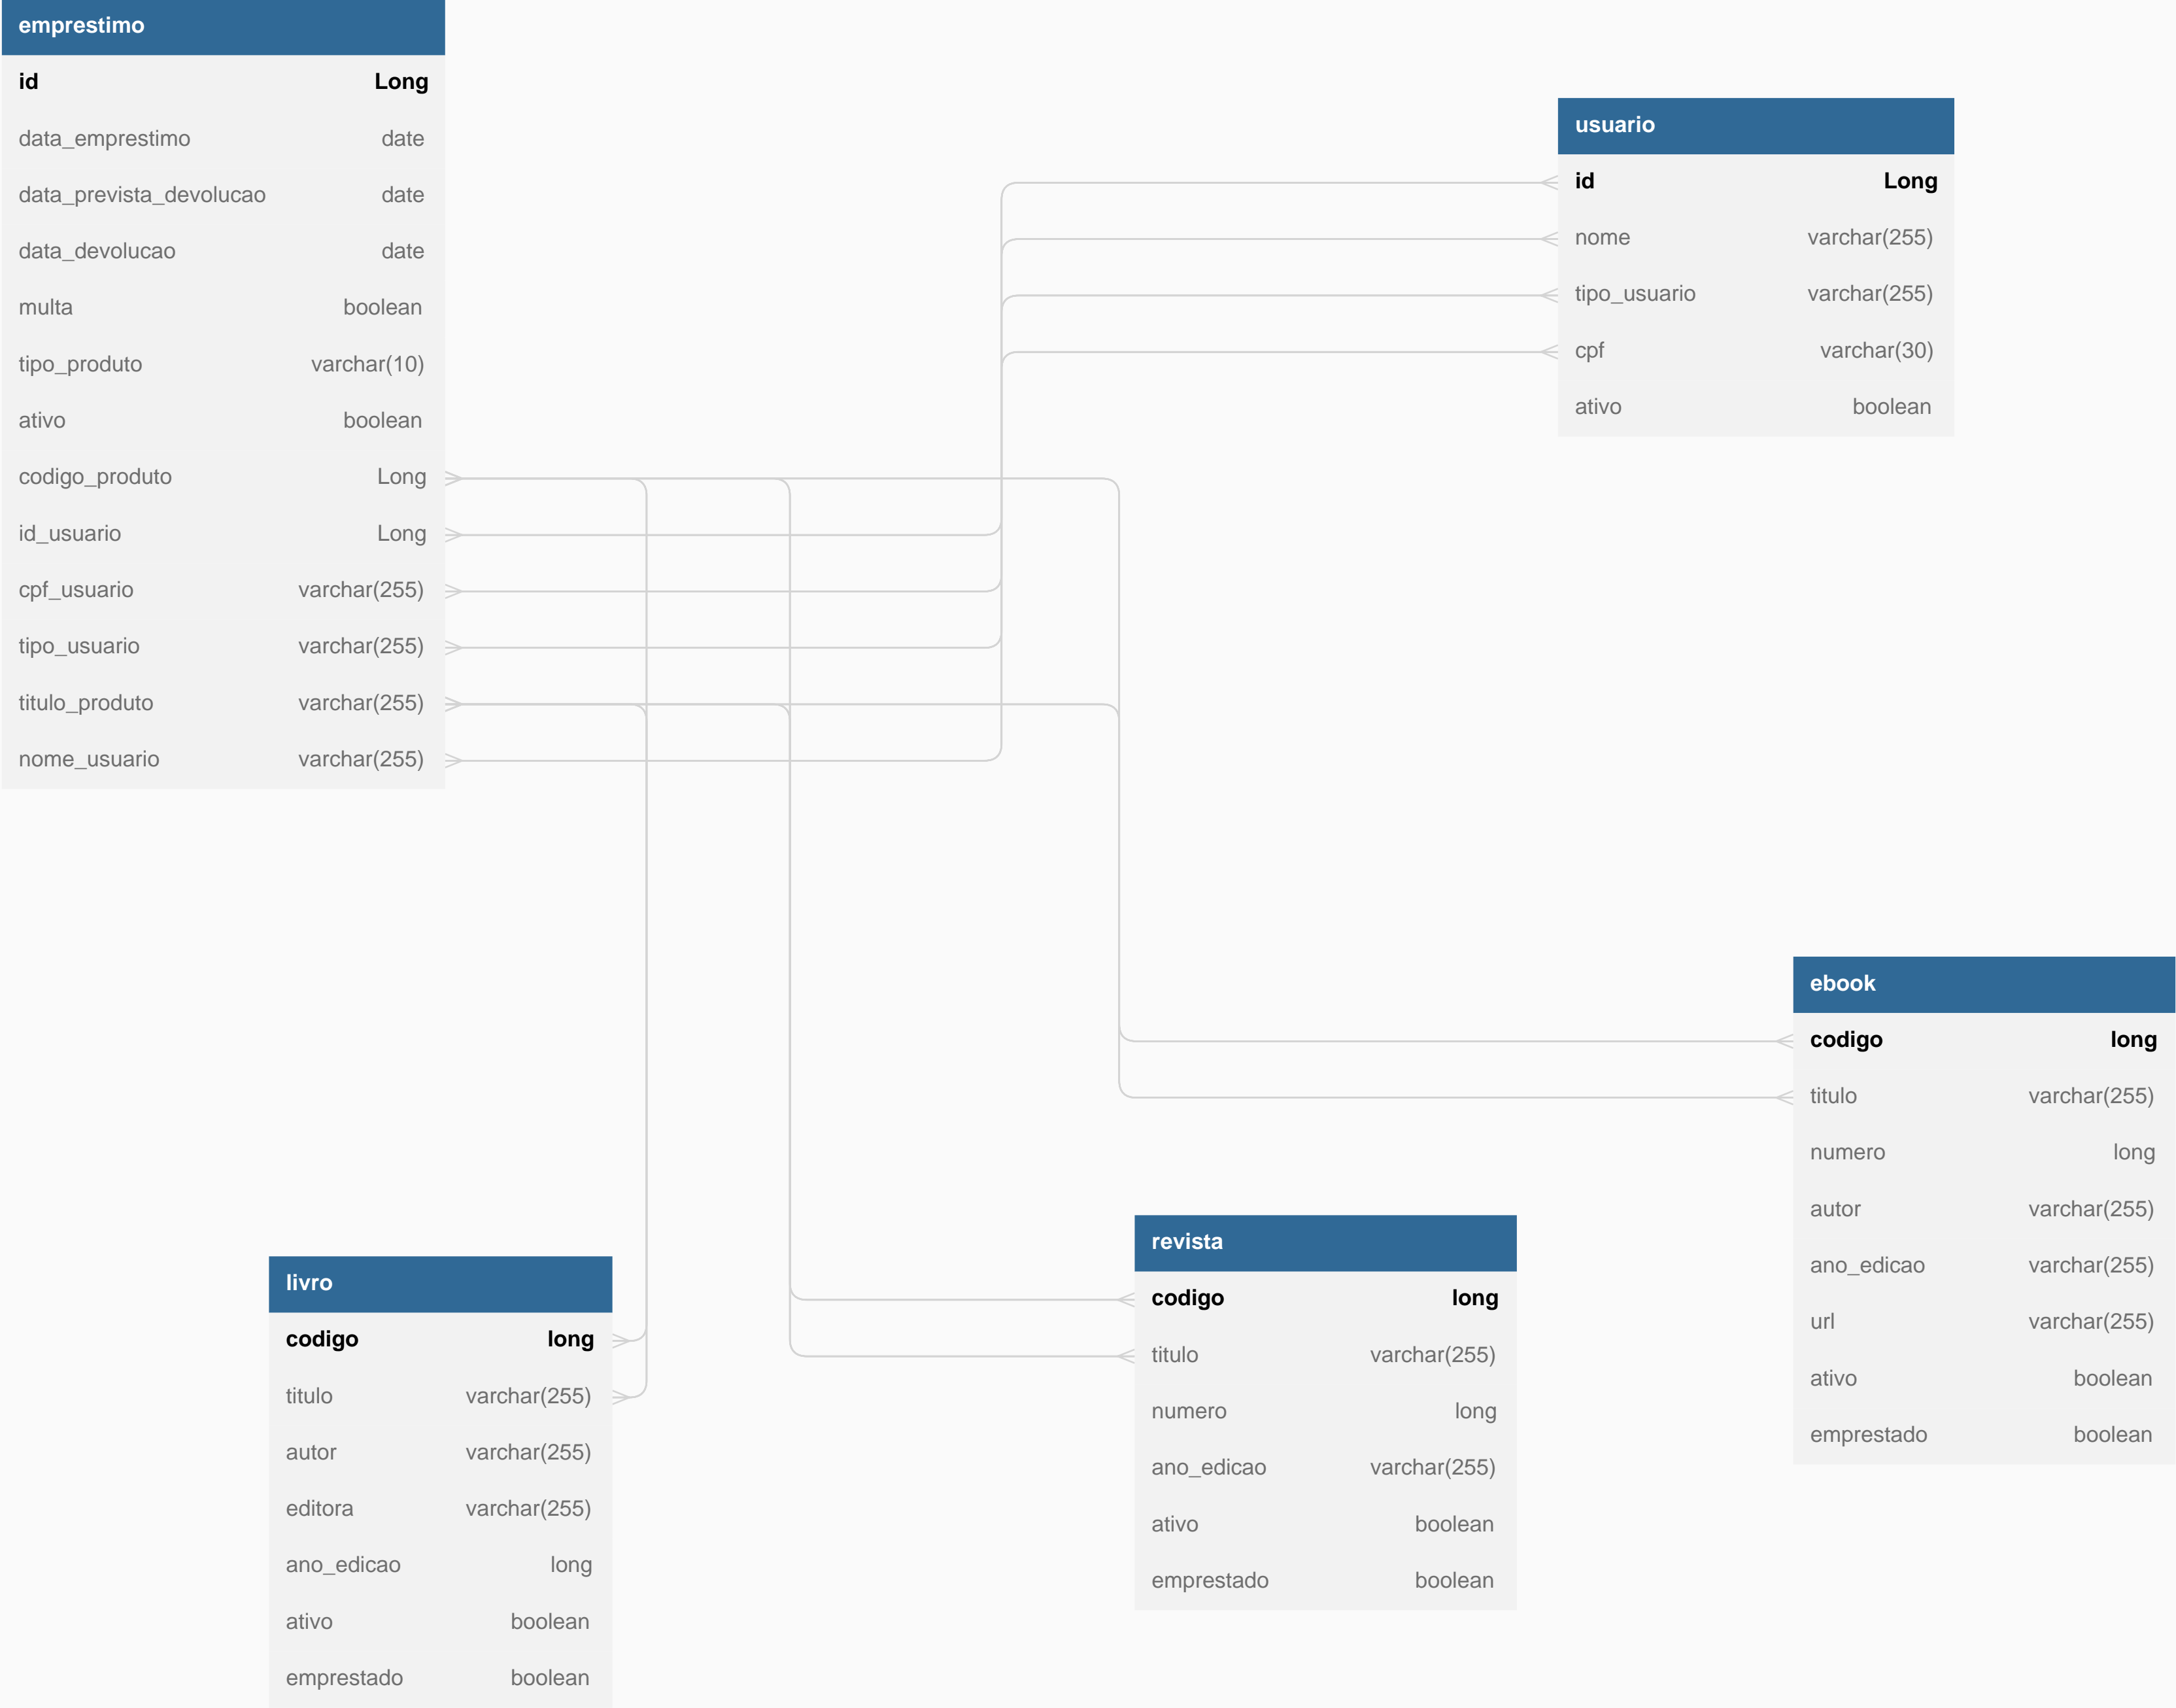 emprestimo
id Long
data_emprestimo date
data_prevista_devolucao date
data_devolucao date
multa boolean
tipo_produto varchar(10)
ativo boolean
codigo_produto Long
id_usuario Long
cpf_usuario varchar(255)
tipo_usuario varchar(255)
titulo_produto varchar(255)
nome_usuario varchar(255)
usuario
id Long
nome varchar(255)
tipo_usuario varchar(255)
cpf varchar(30)
ativo boolean
ebook
codigo long
titulo varchar(255)
numero long
autor varchar(255)
ano_edicao varchar(255)
url varchar(255)
ativo boolean
emprestado boolean
revista
codigo long
titulo varchar(255)
numero long
ano_edicao varchar(255)
ativo boolean
emprestado boolean
livro
codigo long
titulo varchar(255)
autor varchar(255)
editora varchar(255)
ano_edicao long
ativo boolean
emprestado boolean